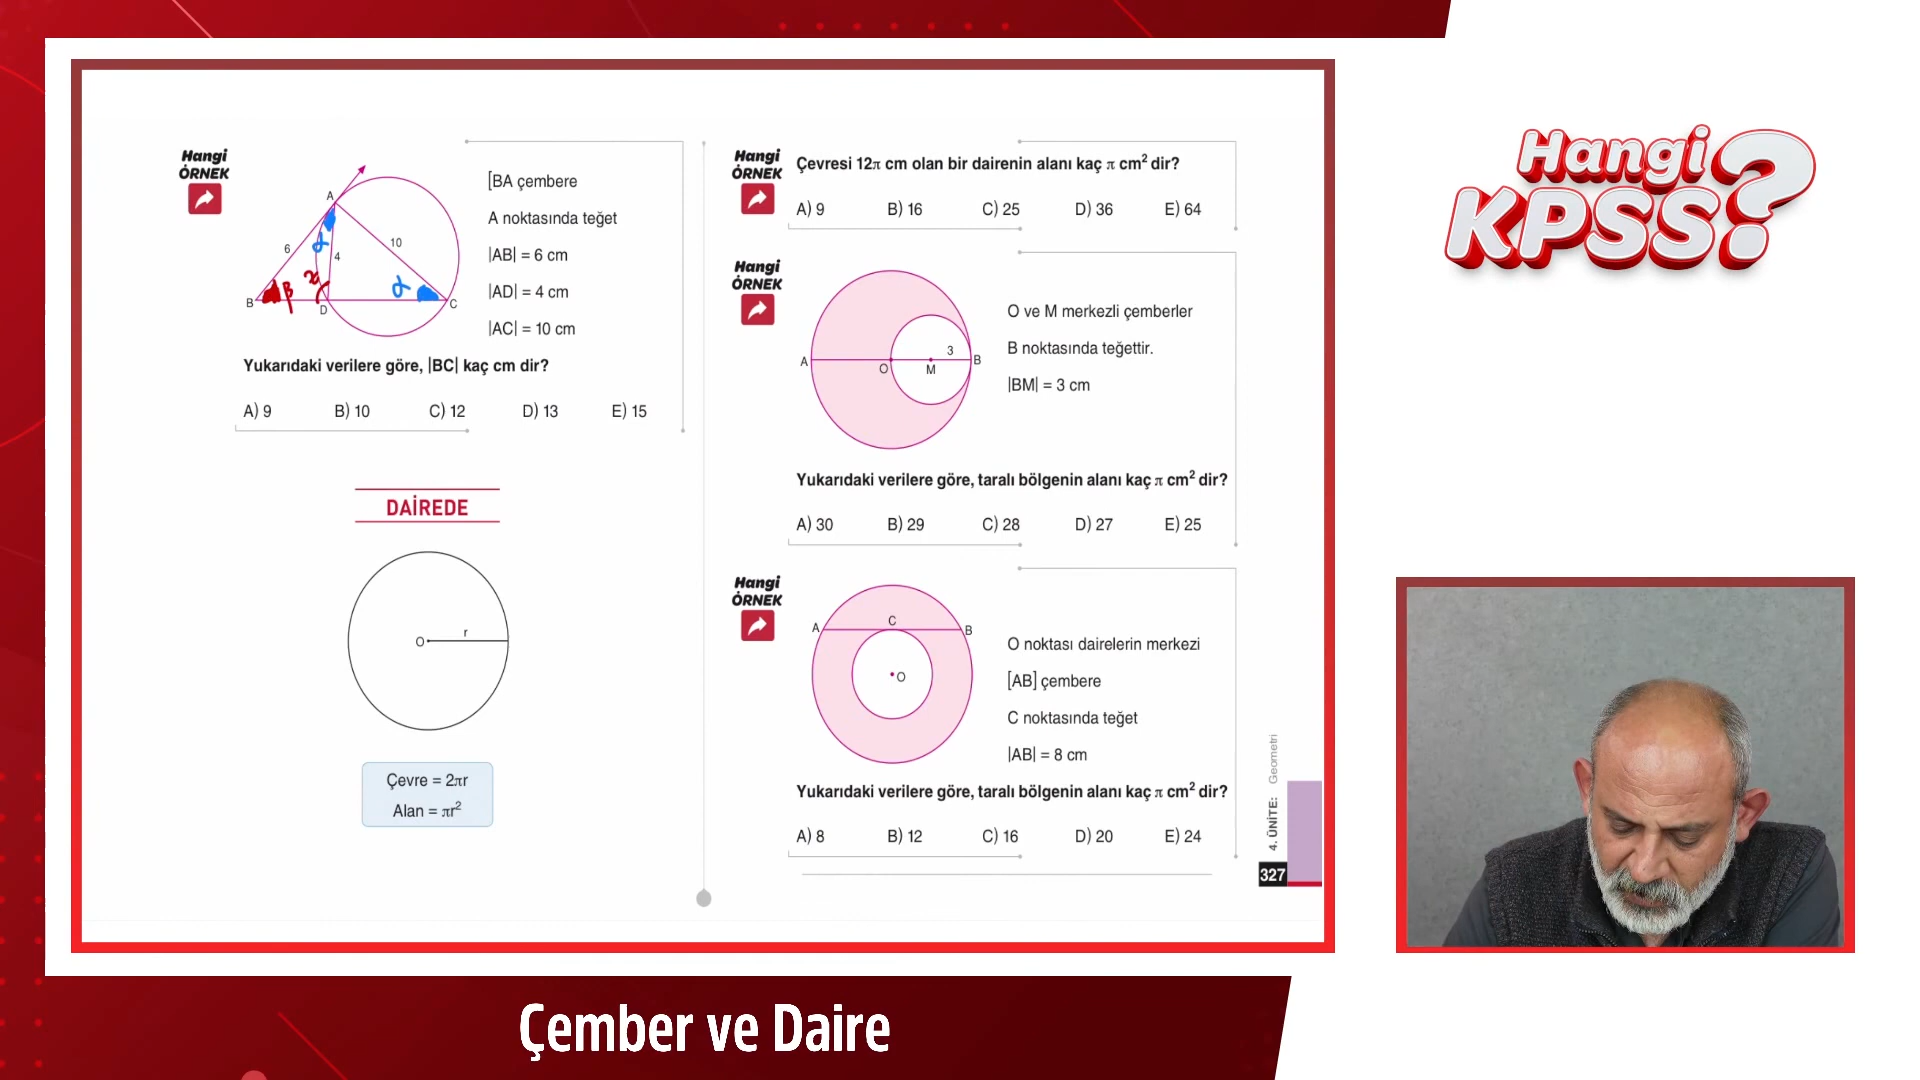 Hangi
ÖRNEK
A
6
4
10
α
α
β
B
D
C
[BA çembere
A noktasında teğet
|AB| = 6 cm
|AD| = 4 cm
|AC| = 10 cm
Yukarıdaki verilere göre, |BC| kaç cm dir?
A) 9 B) 10 C) 12 D) 13 E) 15
DAİREDE
O r
Çevre = 2πr
Alan = πr²
Hangi
ÖRNEK
Çevresi 12π cm olan bir dairenin alanı kaç π cm² dir?
A) 9 B) 16 C) 25 D) 36 E) 64
Hangi
ÖRNEK
A O M 3 B
O ve M merkezli çemberler
B noktasında teğettir.
|BM| = 3 cm
Yukarıdaki verilere göre, taralı bölgenin alanı kaç π cm² dir?
A) 30 B) 29 C) 28 D) 27 E) 25
Hangi
ÖRNEK
A C B
O
O noktası dairelerin merkezi
[AB] çembere
C noktasında teğet
|AB| = 8 cm
Yukarıdaki verilere göre, taralı bölgenin alanı kaç π cm² dir?
A) 8 B) 12 C) 16 D) 20 E) 24
4. ÜNİTE: Geometri
327
Hangi
KPSS?
Çember ve Daire